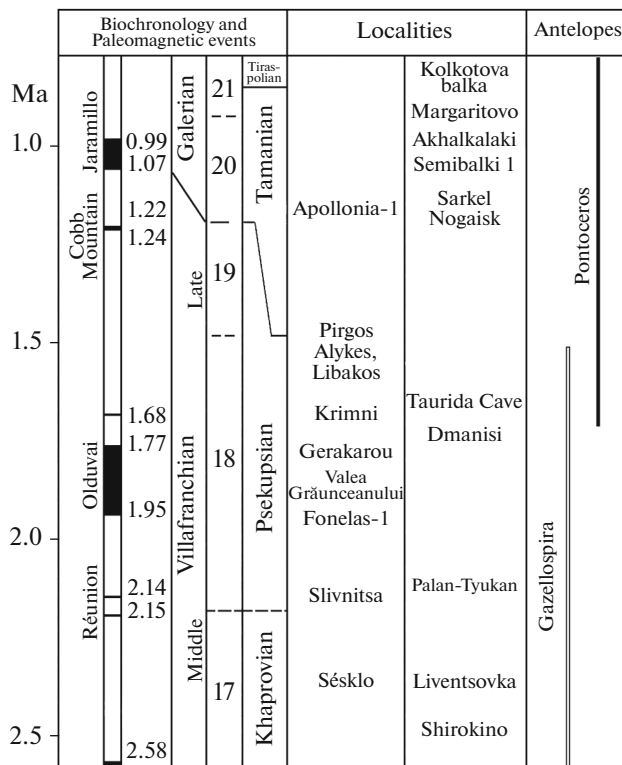 Biochronology and
Paleomagnetic events
Localities
Antelopes
Ma
1.0
1.5
2.0
2.5
Jaramillo
Cobb
Mountain
Olduvai
Réunion
0.99
1.07
1.22
1.24
1.68
1.77
1.95
2.14
2.15
2.58
Galerian
Late
Villafranchian
Middle
21
20
19
18
17
Tiras-
polian
Tamanian
Psekupsian
Khaprovian
Apollonia-1
Pirgos
Alykes,
Libakos
Krimni
Gerakarou
Valea
Grăunceanului
Fonelas-1
Slivnitsa
Sésklo
Kolkotova
balka
Margaritovo
Akhalkalaki
Semibalki 1
Sarkel
Nogaisk
Taurida Cave
Dmanisi
Palan-Tyukan
Liventsovka
Shirokino
Gazellospira
Pontoceros